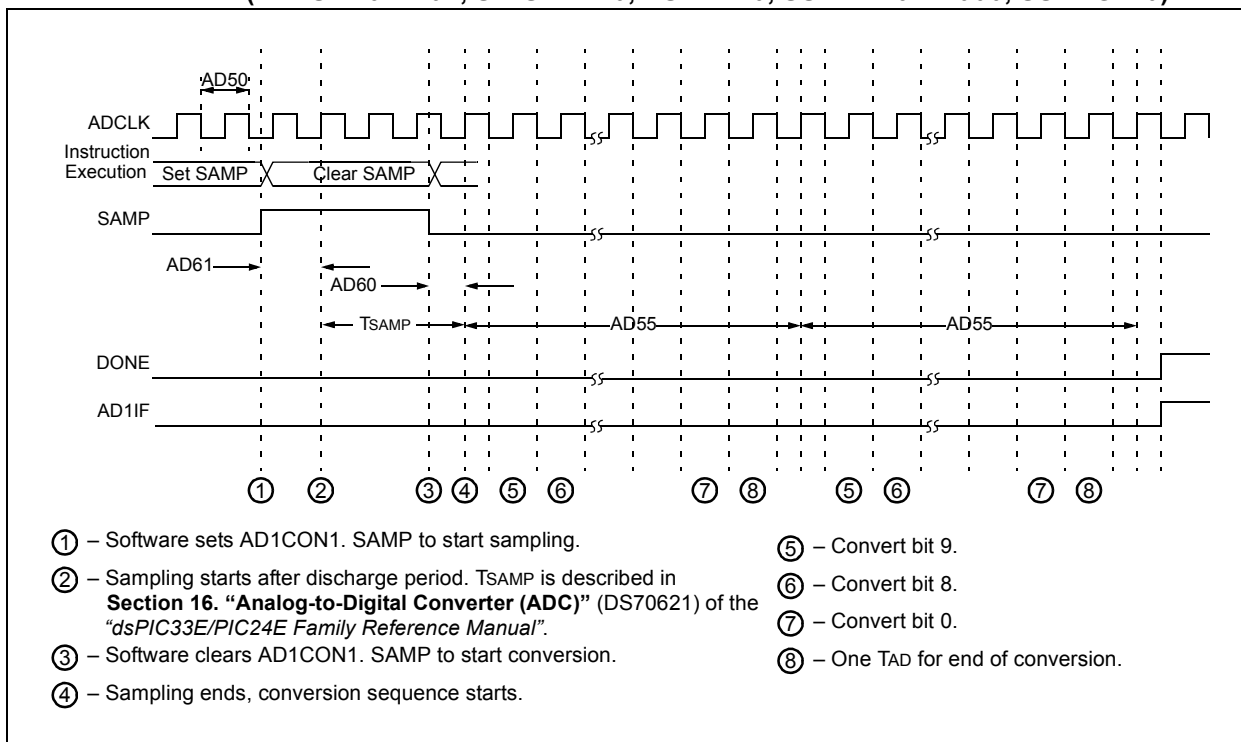 AD50
ADCLK
Instruction
Execution
Set SAMP
Clear SAMP
SAMP
AD61
AD60
TSAMP
AD55
AD55
DONE
AD1IF
1 2 3 4 5 6 7 8 5 6 7 8
1 – Software sets AD1CON1. SAMP to start sampling.
2 – Sampling starts after discharge period. TSAMP is described in
Section 16. “Analog-to-Digital Converter (ADC)” (DS70621) of the
“dsPIC33E/PIC24E Family Reference Manual”.
3 – Software clears AD1CON1. SAMP to start conversion.
4 – Sampling ends, conversion sequence starts.
5 – Convert bit 9.
6 – Convert bit 8.
7 – Convert bit 0.
8 – One TAD for end of conversion.